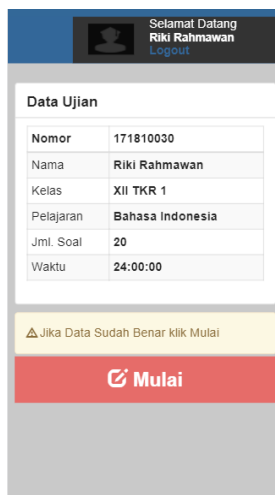 Selamat Datang
Riki Rahmawan
Logout
Data Ujian
Nomor 171810030
Nama Riki Rahmawan
Kelas XII TKR 1
Pelajaran Bahasa Indonesia
Jml. Soal 20
Waktu 24:00:00
Jika Data Sudah Benar klik Mulai
Mulai